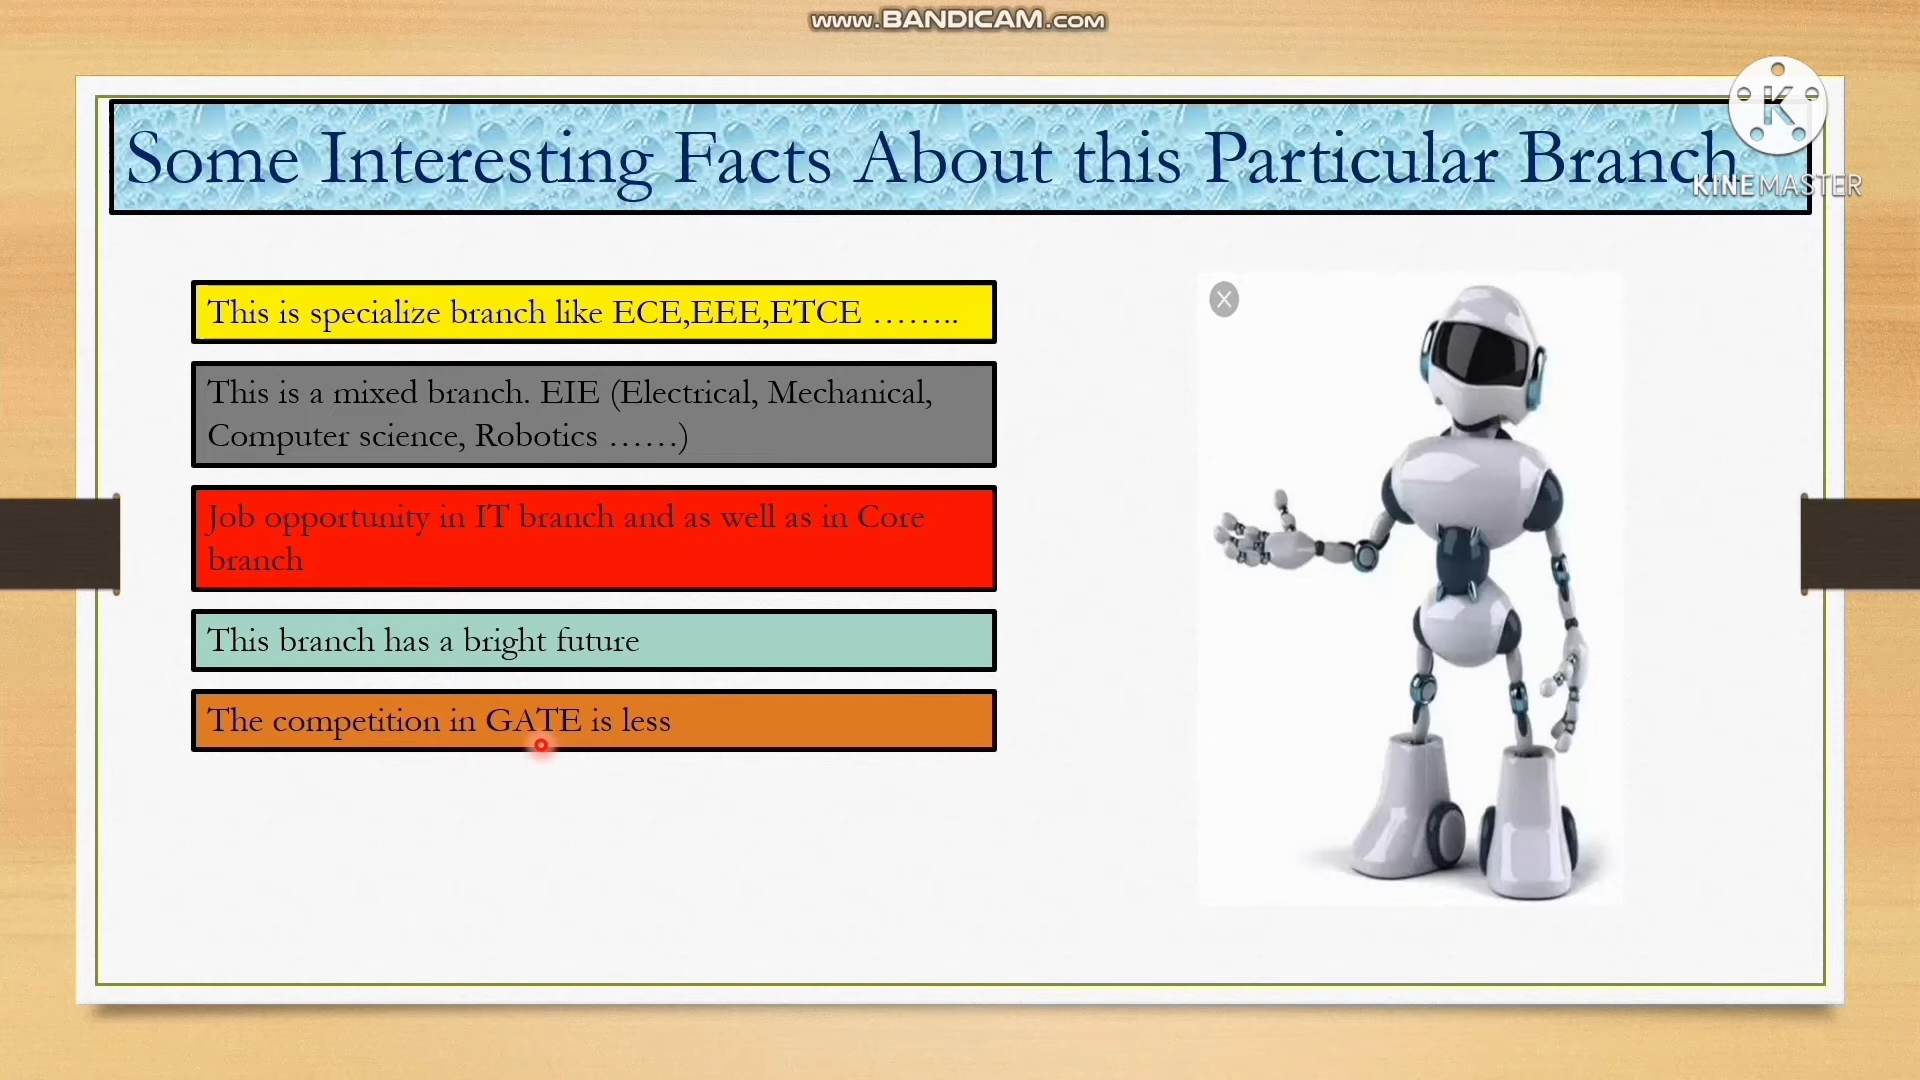 www.BANDICAM.com
Some Interesting Facts About this Particular Branch
K
KINEMASTER
This is specialize branch like ECE,EEE,ETCE ……..
This is a mixed branch. EIE (Electrical, Mechanical,
Computer science, Robotics ……)
Job opportunity in IT branch and as well as in Core
branch
This branch has a bright future
The competition in GATE is less